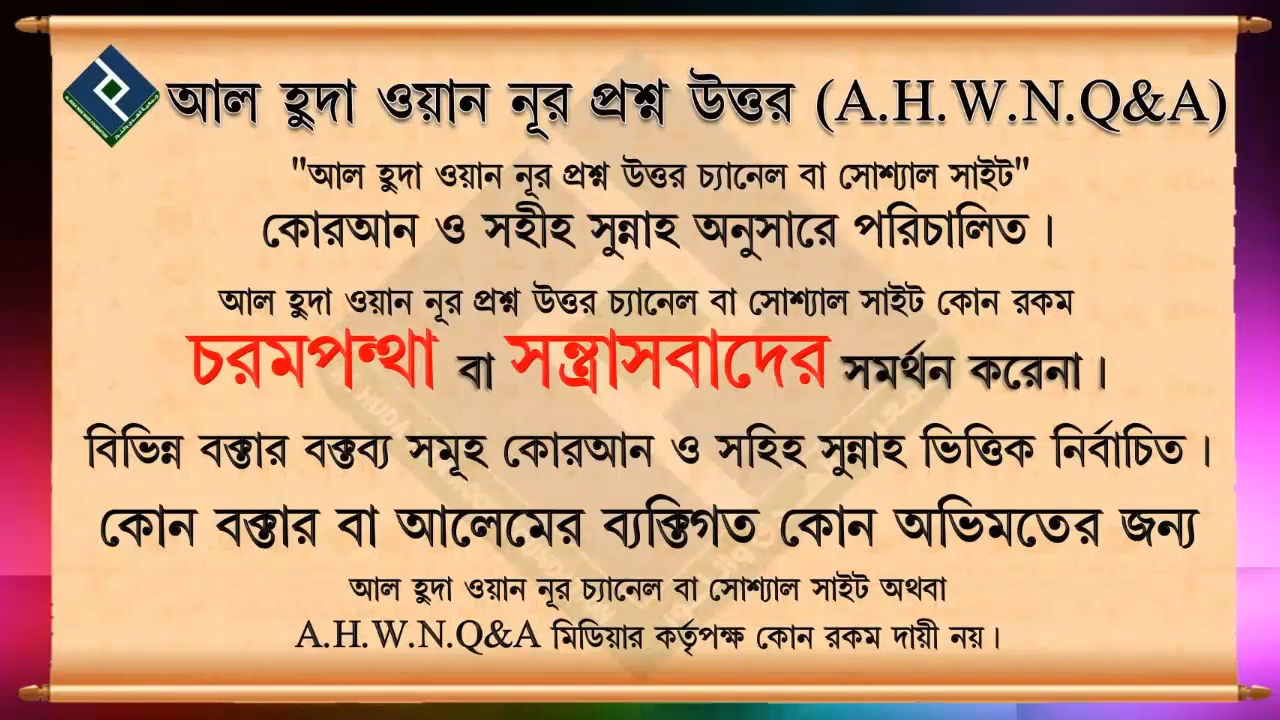 আল হুদা ওয়ান নূর প্রশ্ন উত্তর (A.H.W.N.Q&A)
"আল হুদা ওয়ান নূর প্রশ্ন উত্তর চ্যানেল বা সোশ্যাল সাইট"
কোরআন ও সহীহ সুন্নাহ অনুসারে পরিচালিত।
আল হুদা ওয়ান নূর প্রশ্ন উত্তর চ্যানেল বা সোশ্যাল সাইট কোন রকম
চরমপন্থা বা সন্ত্রাসবাদের সমর্থন করেনা।
বিভিন্ন বক্তার বক্তব্য সমূহ কোরআন ও সহিহ সুন্নাহ ভিত্তিক নির্বাচিত।
কোন বক্তার বা আলেমের ব্যক্তিগত কোন অভিমতের জন্য
আল হুদা ওয়ান নূর চ্যানেল বা সোশ্যাল সাইট অথবা
A.H.W.N.Q&A মিডিয়ার কর্তৃপক্ষ কোন রকম দায়ী নয়।